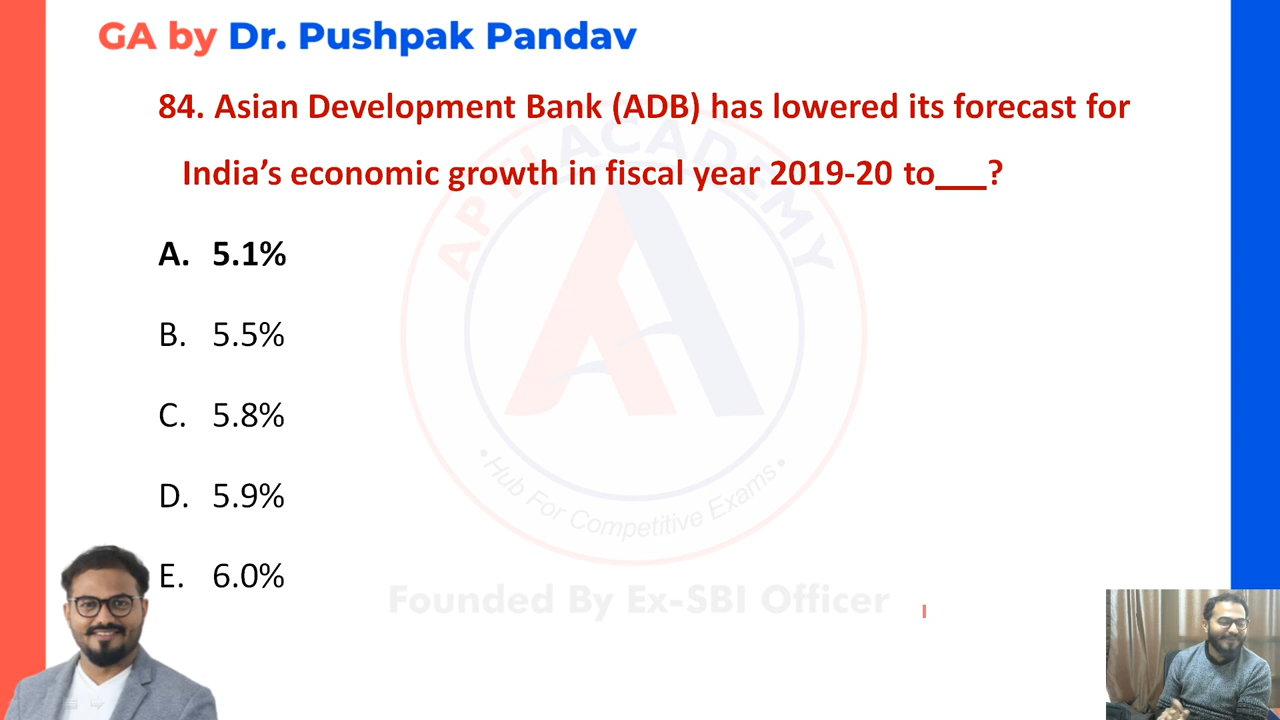 GA by Dr. Pushpak Pandav
84. Asian Development Bank (ADB) has lowered its forecast for
India’s economic growth in fiscal year 2019-20 to___?
A. 5.1%
B. 5.5%
C. 5.8%
D. 5.9%
E. 6.0%
APTI ACADEMY
•Hub For Competitive Exams•
Founded By Ex-SBI Officer